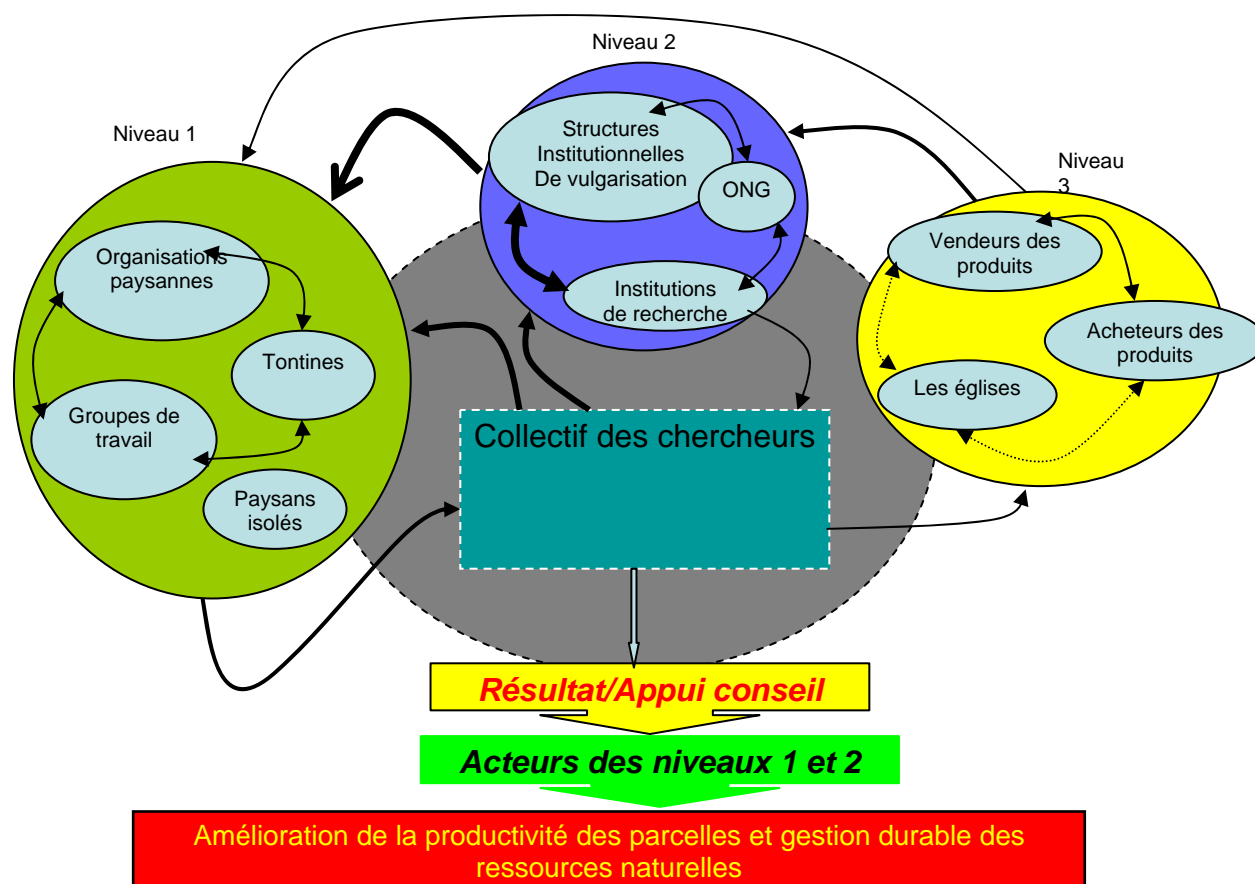 Niveau 2
Niveau 1
Niveau
3
Structures
Institutionnelles
De vulgarisation
ONG
Institutions
de recherche
Organisations
paysannes
Tontines
Groupes de
travail
Paysans
isolés
Vendeurs des
produits
Acheteurs des
produits
Les églises
Collectif des chercheurs
Résultat/Appui conseil
Acteurs des niveaux 1 et 2
Amélioration de la productivité des parcelles et gestion durable des
ressources naturelles